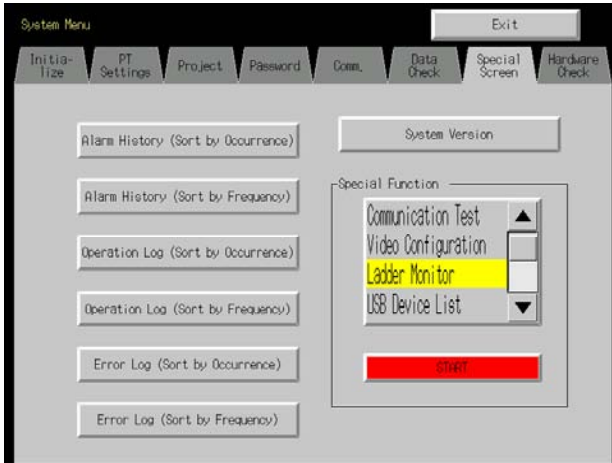 System Menu
Exit
Initia-
lize
PT
Settings
Project
Password
Comm.
Data
Check
Special
Screen
Hardware
Check
Alarm History (Sort by Occurrence)
Alarm History (Sort by Frequency)
Operation Log (Sort by Occurrence)
Operation Log (Sort by Frequency)
Error Log (Sort by Occurrence)
Error Log (Sort by Frequency)
System Version
Special Function
Communication Test
Video Configuration
Ladder Monitor
USB Device List
START